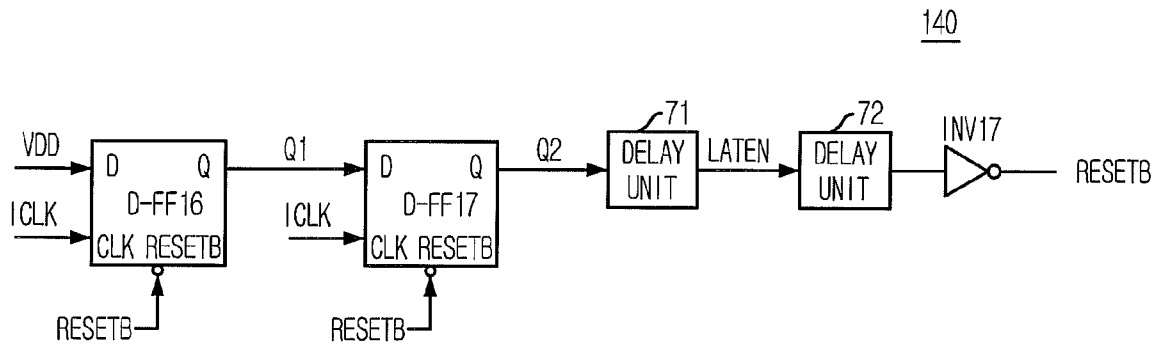 140
71
72
INV17
VDD
D
Q
Q1
D
Q
Q2
DELAY
UNIT
LATEN
DELAY
UNIT
RESETB
ICLK
D-FF16
ICLK
D-FF17
CLK RESETB
CLK RESETB
RESETB
RESETB